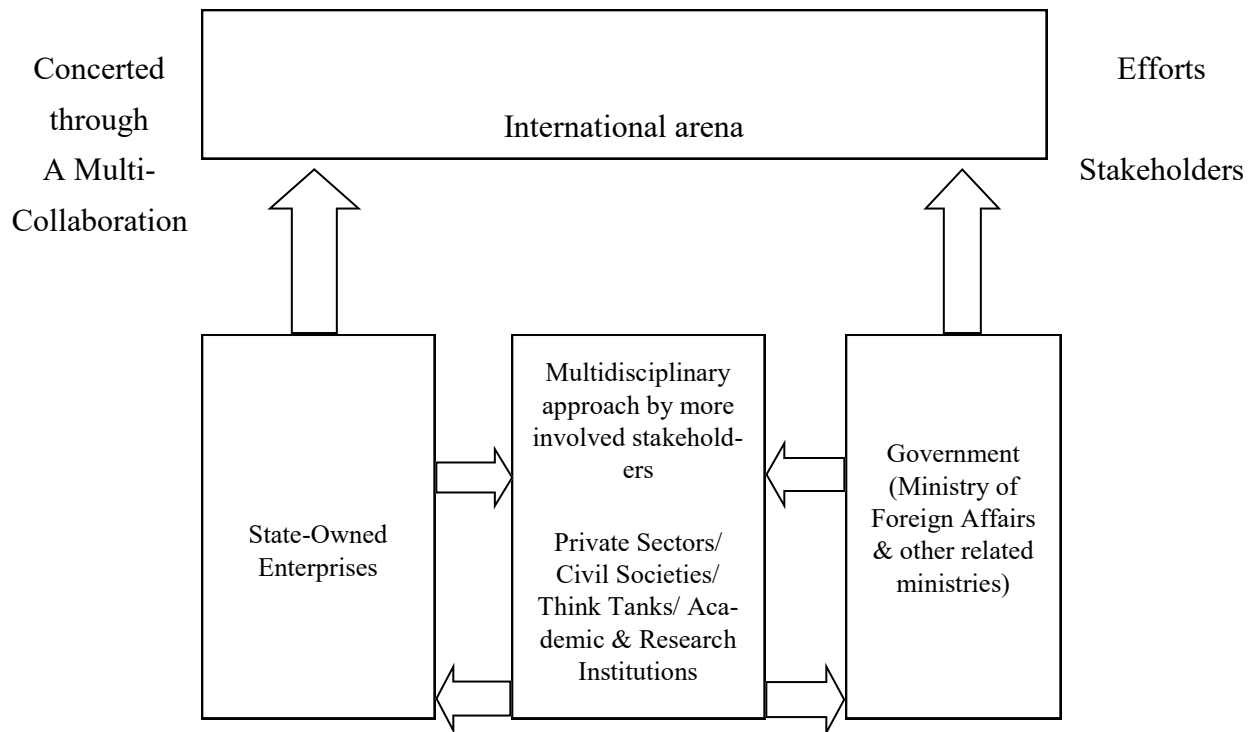 Concerted
through
A Multi-
Collaboration
International arena
Efforts
Stakeholders
State-Owned
Enterprises
Multidisciplinary
approach by more
involved stakehold-
ers
Private Sectors/
Civil Societies/
Think Tanks/ Aca-
demic & Research
Institutions
Government
(Ministry of
Foreign Affairs
& other related
ministries)